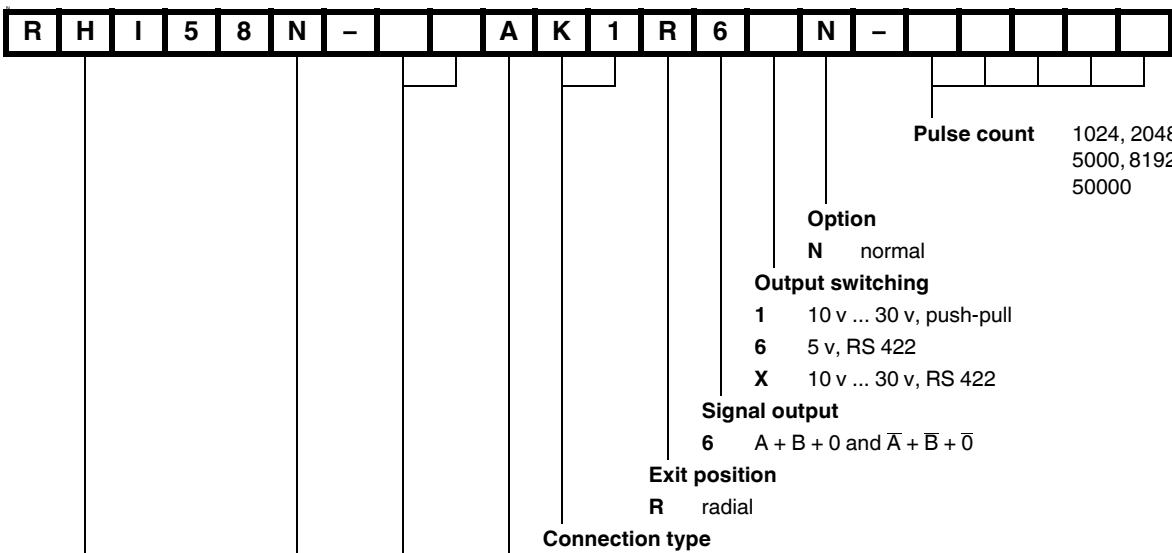 R H I 5 8 N – A K 1 R 6 N –
Pulse count 1024, 2048
5000, 8192
50000
Option
N normal
Output switching
1 10 v ... 30 v, push-pull
6 5 v, RS 422
X 10 v ... 30 v, RS 422
Signal output
6 A + B + 0 and A̅ + B̅ + 0̅
Exit position
R radial
Connection type